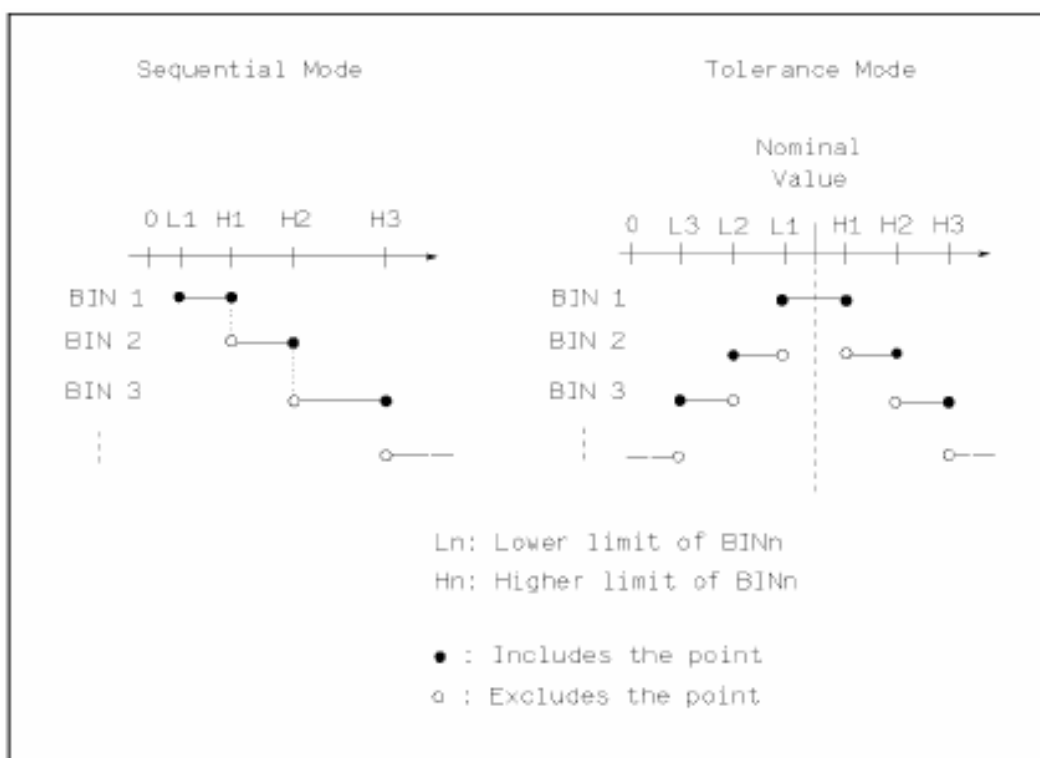 Sequential Mode
Tolerance Mode
Nominal
Value
0 L1 H1 H2 H3
0 L3 L2 L1 H1 H2 H3
BIN 1
BIN 2
BIN 3
BIN 1
BIN 2
BIN 3
Ln: Lower limit of BINn
Hn: Higher limit of BINn
● : Includes the point
○ : Excludes the point